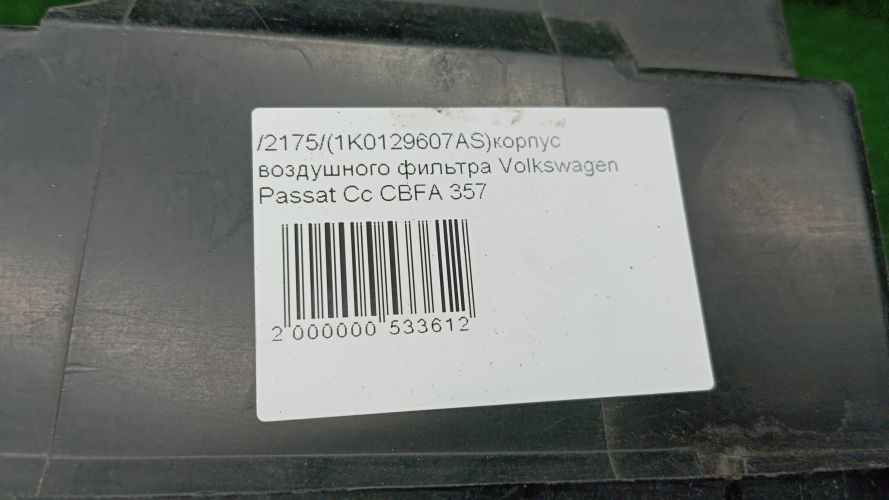 /2175/(1K0129607AS)корпус
воздушного фильтра Volkswagen
Passat Cc CBFA 357
2 000000 533612